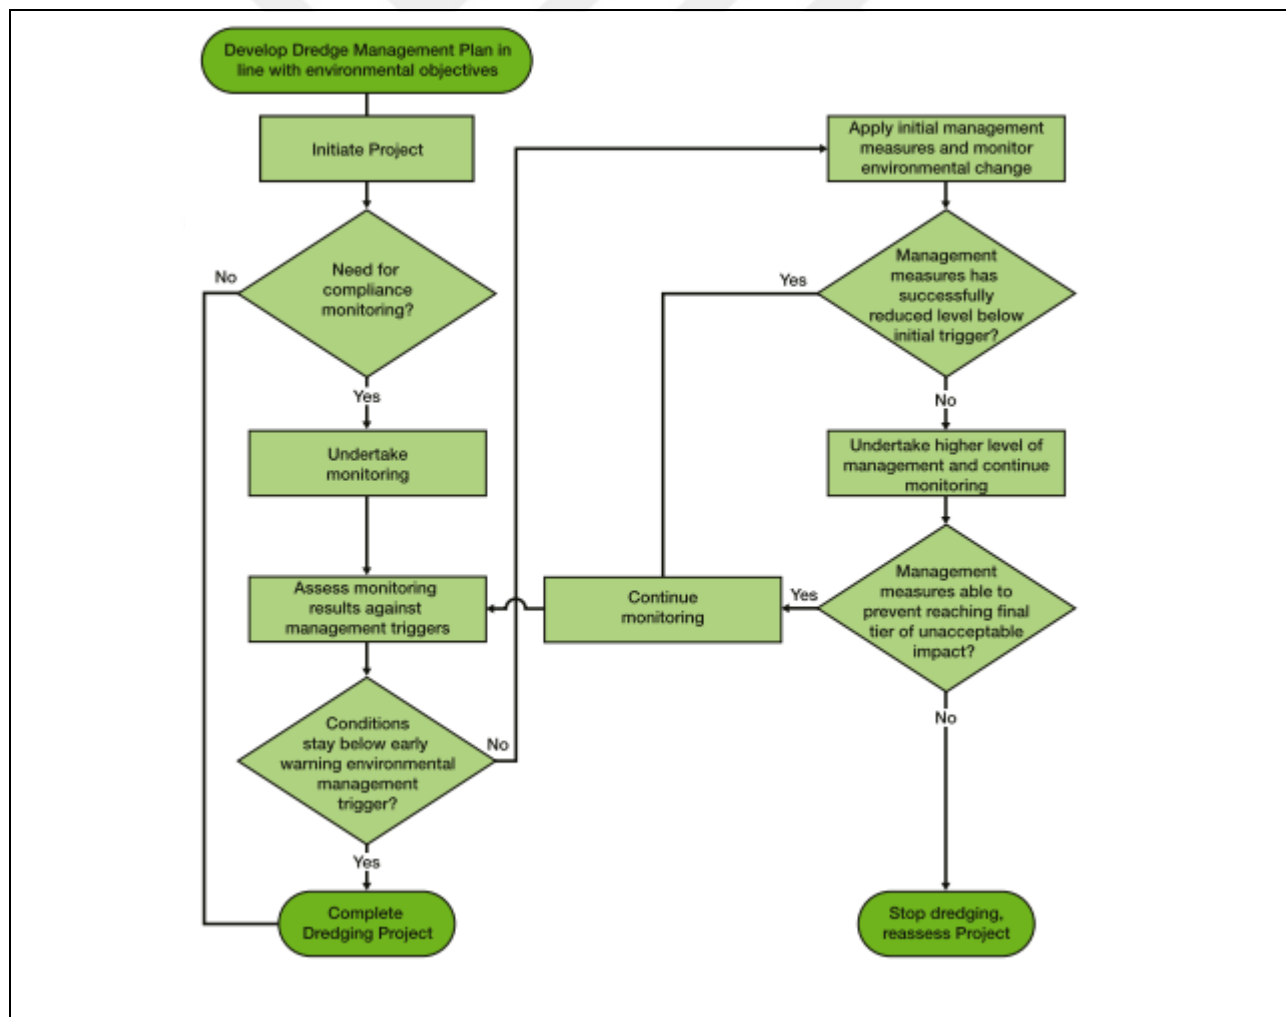 Develop Dredge Management Plan in
line with environmental objectives
Initiate Project
Need for
compliance
monitoring?
No
Yes
Undertake
monitoring
Assess monitoring
results against
management triggers
Conditions
stay below early
warning environmental
management
trigger?
No
Yes
Complete
Dredging Project
Apply initial management
measures and monitor
environmental change
Management
measures has
successfully
reduced level below
initial trigger?
Yes
No
Undertake higher level of
management and continue
monitoring
Management
measures able to
prevent reaching final
tier of unacceptable
impact?
Yes
Continue
monitoring
No
Stop dredging,
reassess Project